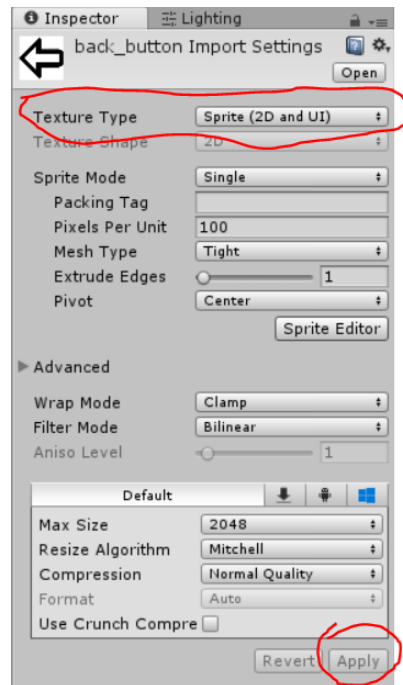 Inspector Lighting
back_button Import Settings
Open
Texture Type Sprite (2D and UI)
Texture Shape 2D
Sprite Mode Single
Packing Tag
Pixels Per Unit 100
Mesh Type Tight
Extrude Edges 1
Pivot Center
Sprite Editor
Advanced
Wrap Mode Clamp
Filter Mode Bilinear
Aniso Level 1
Default
Max Size 2048
Resize Algorithm Mitchell
Compression Normal Quality
Format Auto
Use Crunch Compre
Revert Apply